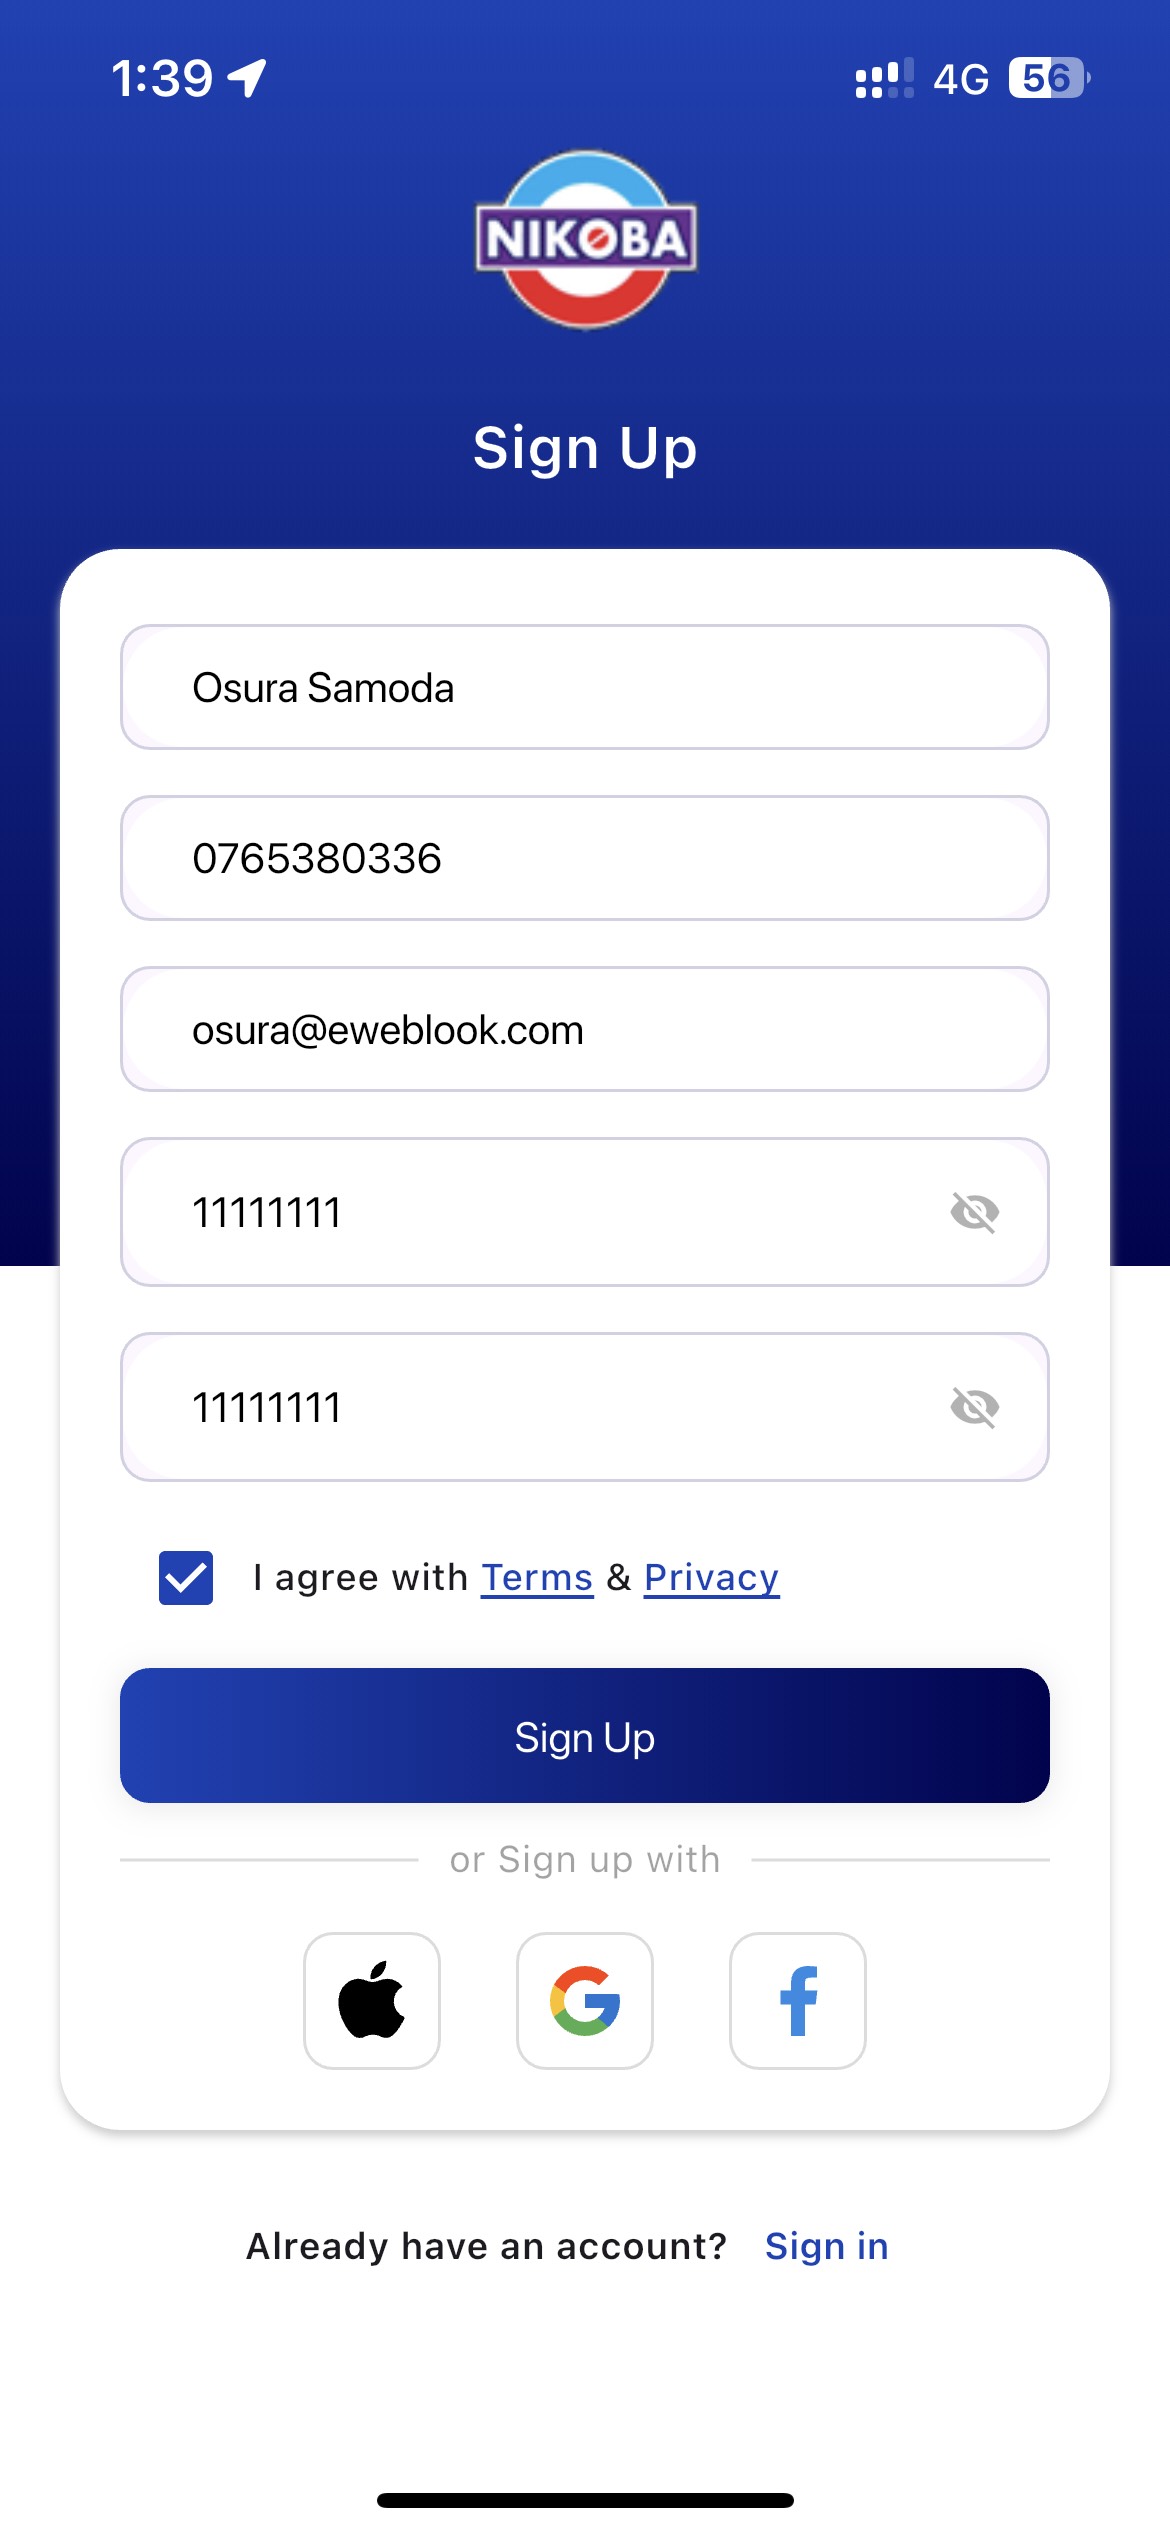 1:39
4G
56
NIKOBA
Sign Up
Osura Samoda
0765380336
osura@eweblook.com
11111111
11111111
I agree with Terms & Privacy
Sign Up
or Sign up with
Already have an account? Sign in